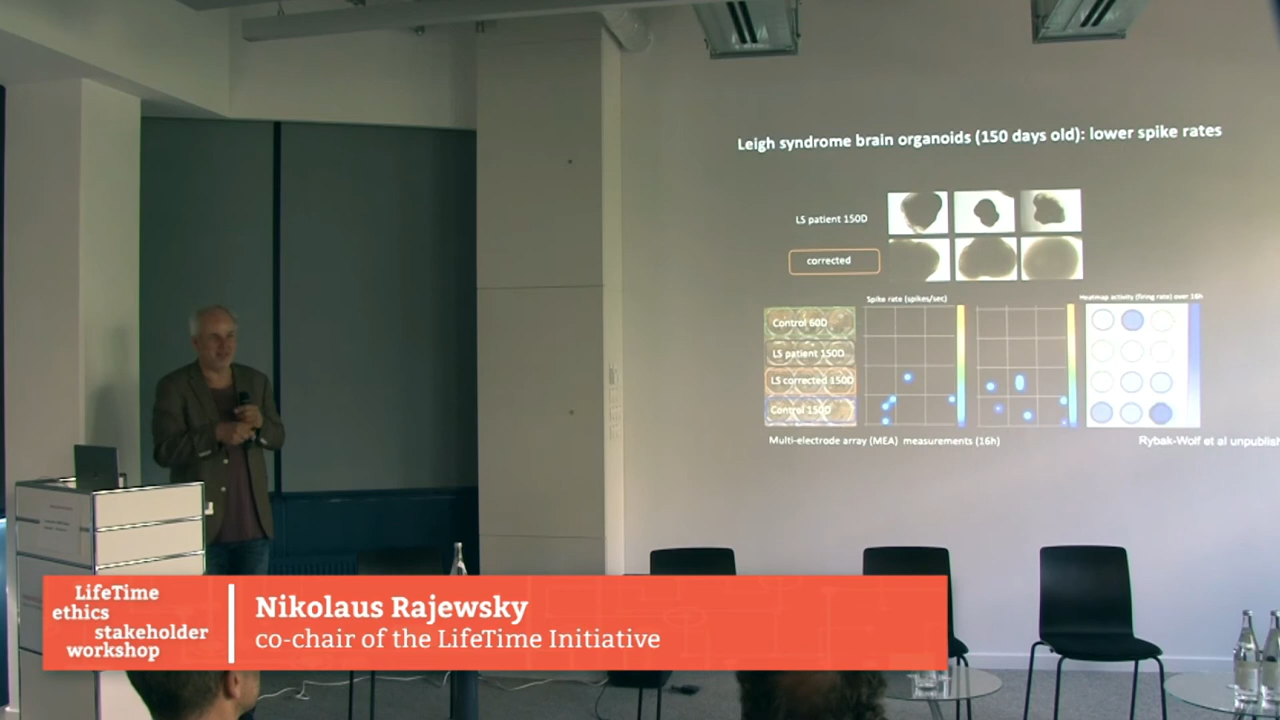 Leigh syndrome brain organoids (150 days old): lower spike rates
LS patient 150D
corrected
Spike rate (spikes/sec)
Heatmap activity (firing rate) over 16h
Control 60D
LS patient 150D
LS corrected 150D
Control 150D
Multi-electrode array (MEA) measurements (16h)
Rybak-Wolf et al unpublish
LifeTime
ethics
stakeholder
workshop
Nikolaus Rajewsky
co-chair of the LifeTime Initiative